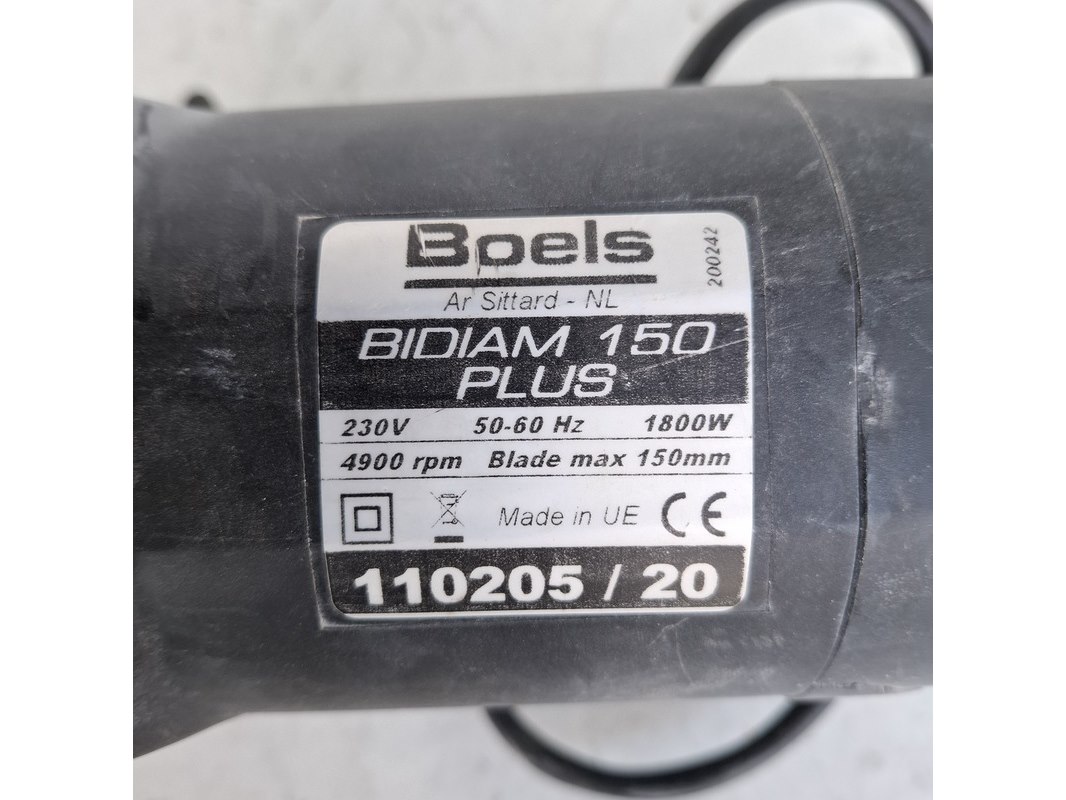 Boels
200242
Ar Sittard - NL
BIDIAM 150
PLUS
230V 50-60 Hz 1800W
4900 rpm Blade max 150mm
Made in UE CE
110205 / 20